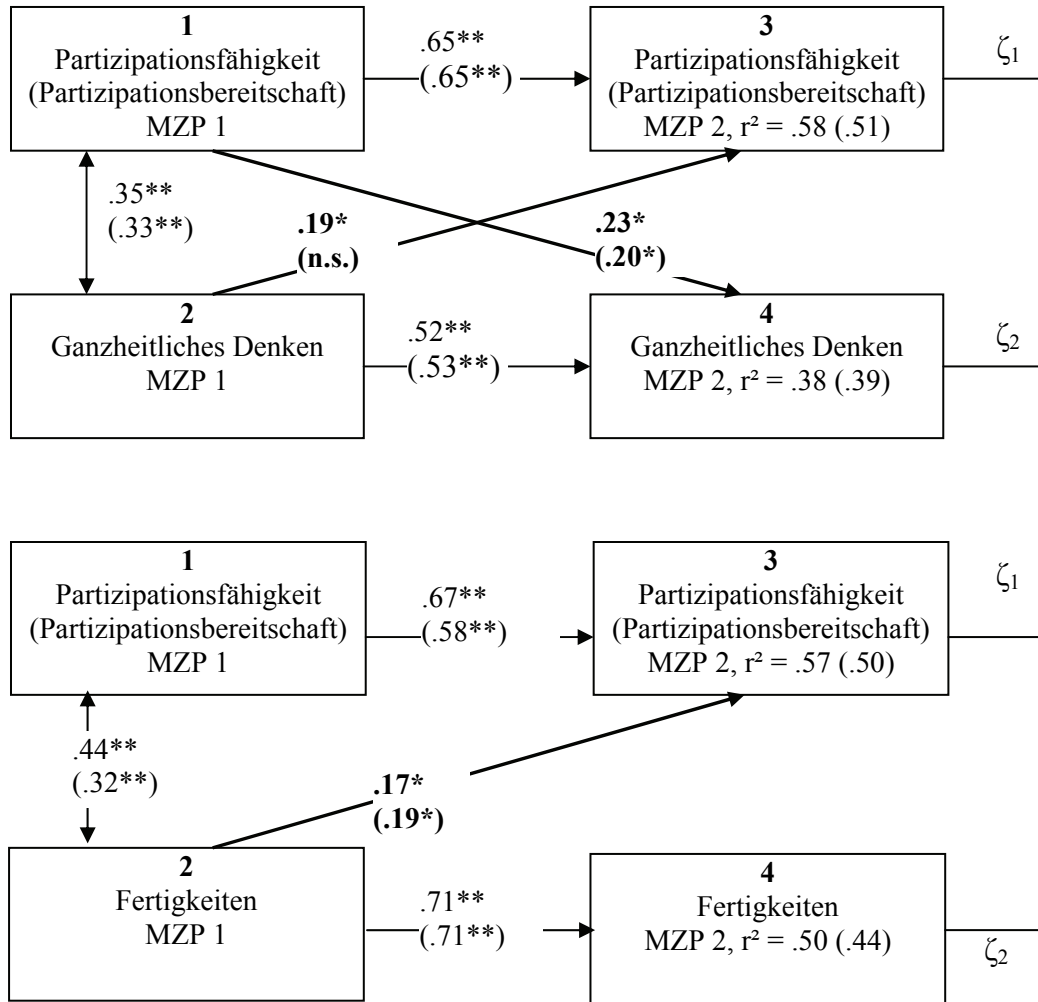 1
Partizipationsfähigkeit
(Partizipationsbereitschaft)
MZP 1
.65**
(.65**)
3
Partizipationsfähigkeit
(Partizipationsbereitschaft)
MZP 2, r² = .58 (.51)
ζ1
.35**
(.33**)
.19*
(n.s.)
.23*
(.20*)
2
Ganzheitliches Denken
MZP 1
.52**
(.53**)
4
Ganzheitliches Denken
MZP 2, r² = .38 (.39)
ζ2
1
Partizipationsfähigkeit
(Partizipationsbereitschaft)
MZP 1
.67**
(.58**)
3
Partizipationsfähigkeit
(Partizipationsbereitschaft)
MZP 2, r² = .57 (.50)
ζ1
.44**
(.32**)
.17*
(.19*)
2
Fertigkeiten
MZP 1
.71**
(.71**)
4
Fertigkeiten
MZP 2, r² = .50 (.44)
ζ2